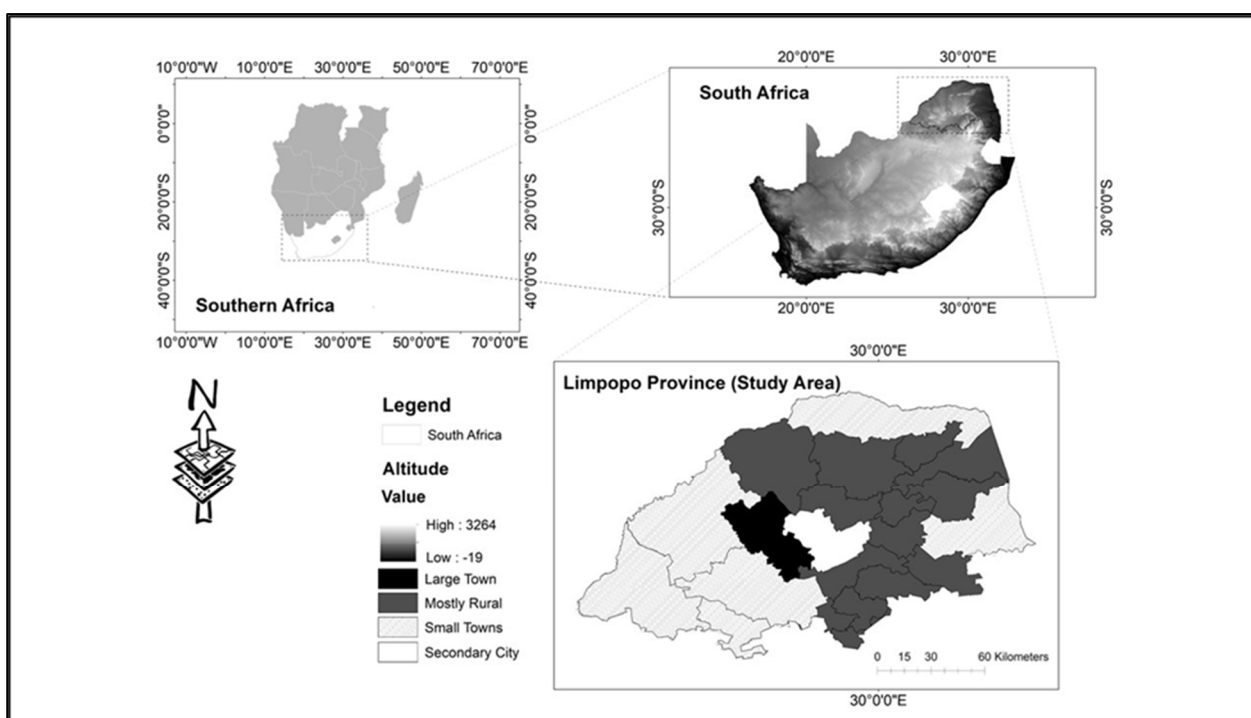 10°0'0"W 0°0'0"E 10°0'0"E 30°0'0"E 50°0'0"E 70°0'0"E
0°0'0"
20°0'0"S
40°0'0"S
0°0'0"
20°0'0"S
40°0'0"S
Southern Africa
10°0'0"W 10°0'0"E 30°0'0"E 50°0'0"E 70°0'0"E
20°0'0"E 30°0'0"E
South Africa
30°0'0"S
30°0'0"S
20°0'0"E 30°0'0"E
N
Legend
South Africa
Altitude
Value
High : 3264
Low : -19
Large Town
Mostly Rural
Small Towns
Secondary City
30°0'0"E
Limpopo Province (Study Area)
0 15 30 60 Kilometers
30°0'0"E